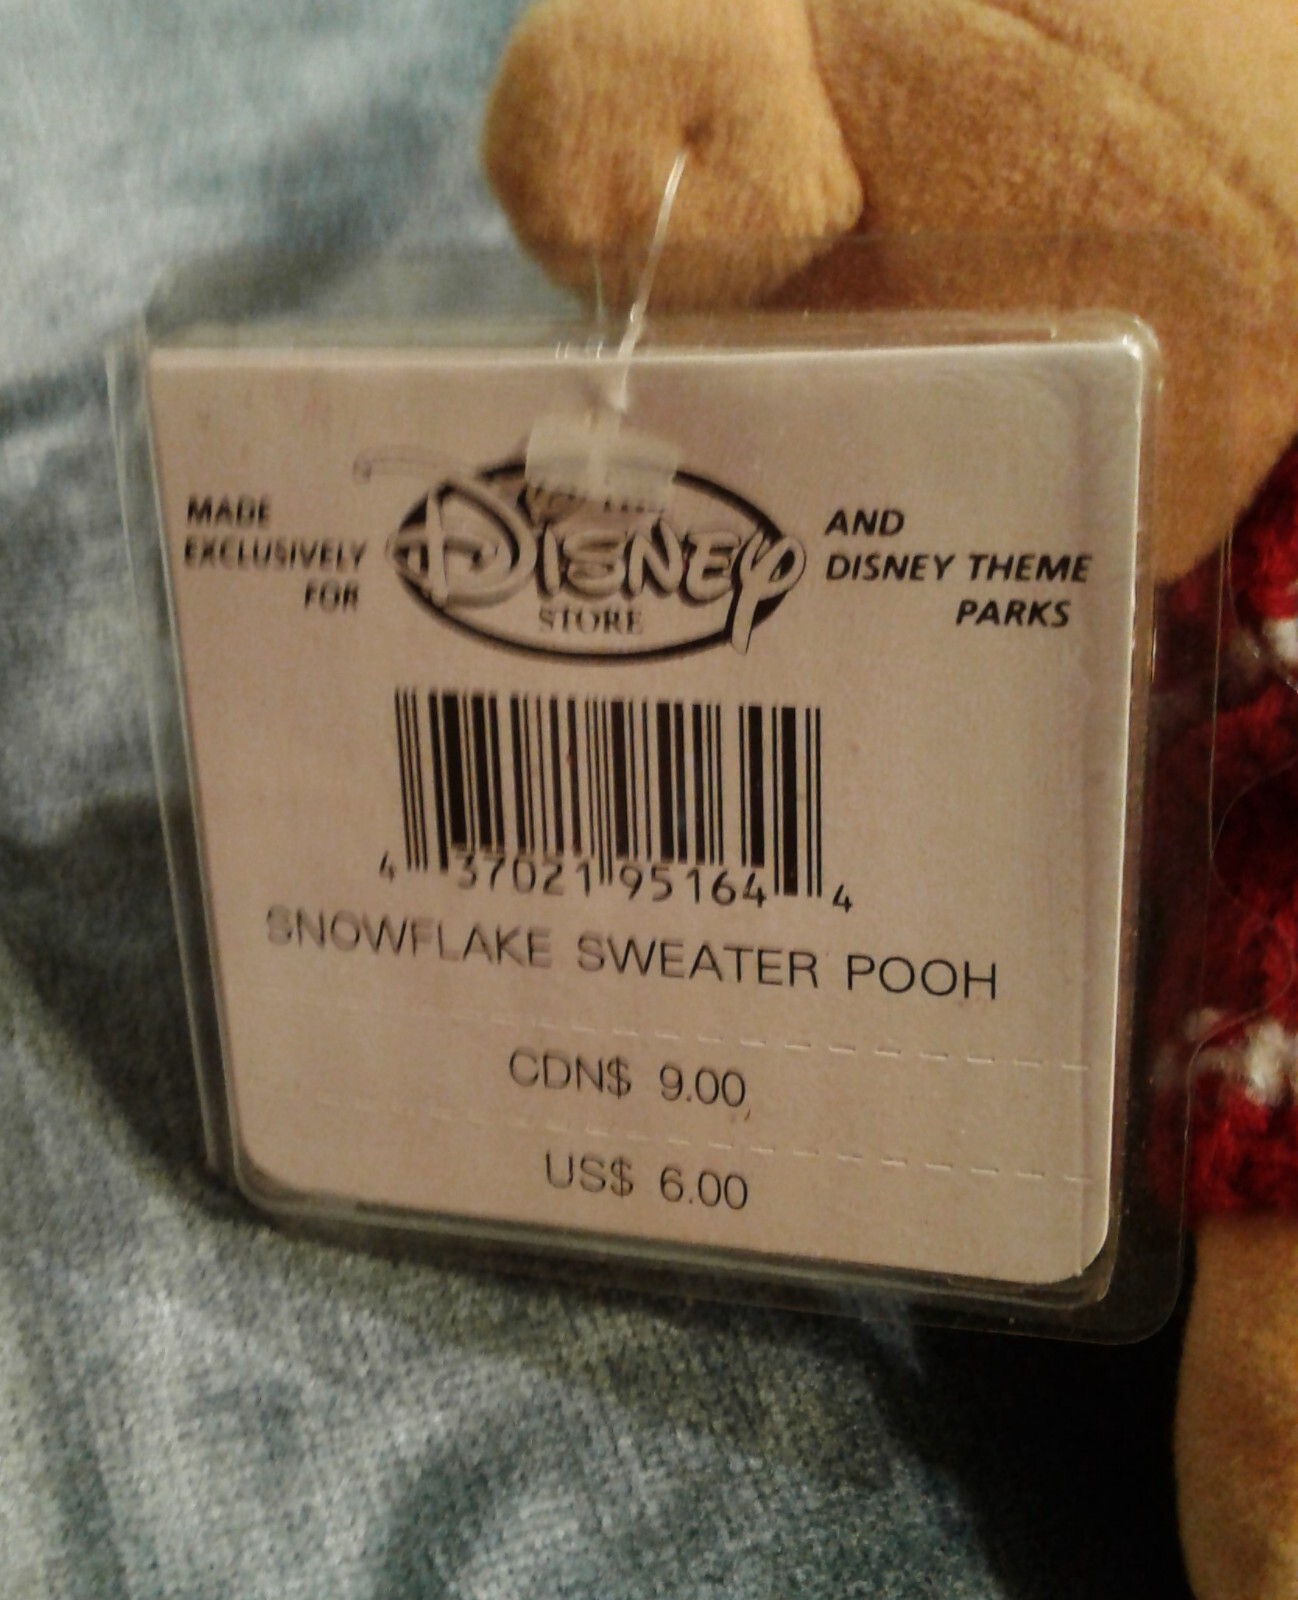 MADE
EXCLUSIVELY
FOR
THE
DISNEY
STORE
AND
DISNEY THEME
PARKS
4 37021 95164 4
SNOWFLAKE SWEATER POOH
CDN$ 9.00
US$ 6.00